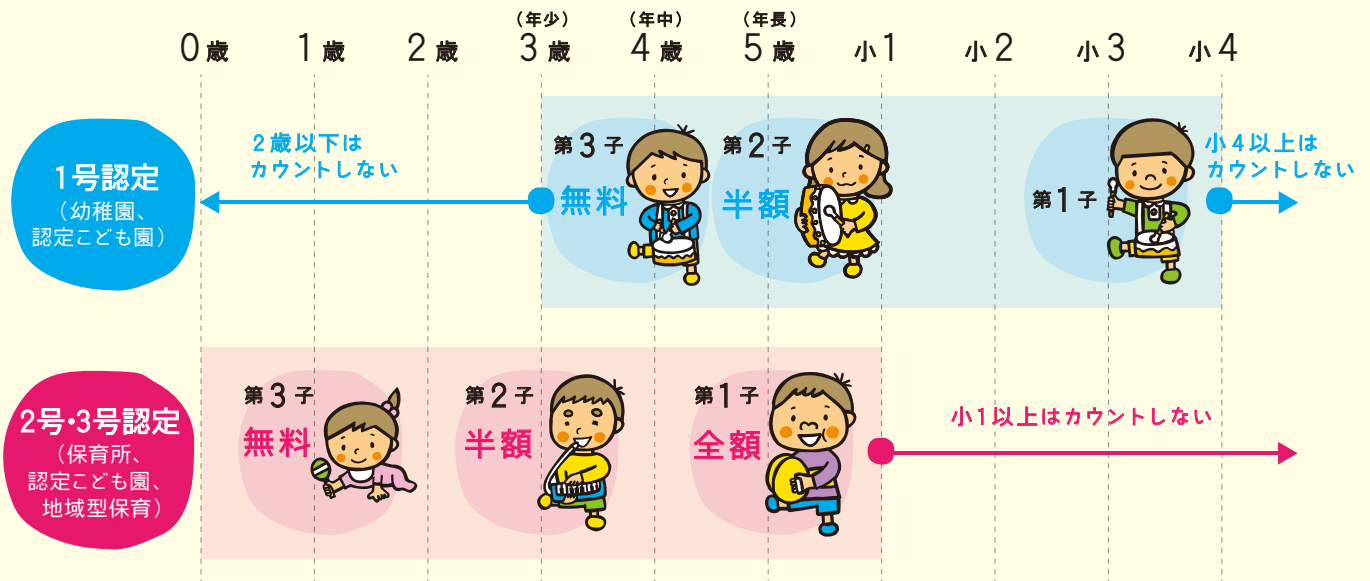 （年少）（年中）（年長）
0歳 1歳 2歳 3歳 4歳 5歳 小1 小2 小3 小4
1号認定
（幼稚園、
認定こども園）
2歳以下は
カウントしない
第3子
無料
第2子
半額
第1子
小4以上は
カウントしない
2号・3号認定
（保育所、
認定こども園、
地域型保育）
第3子
無料
第2子
半額
第1子
全額
小1以上はカウントしない